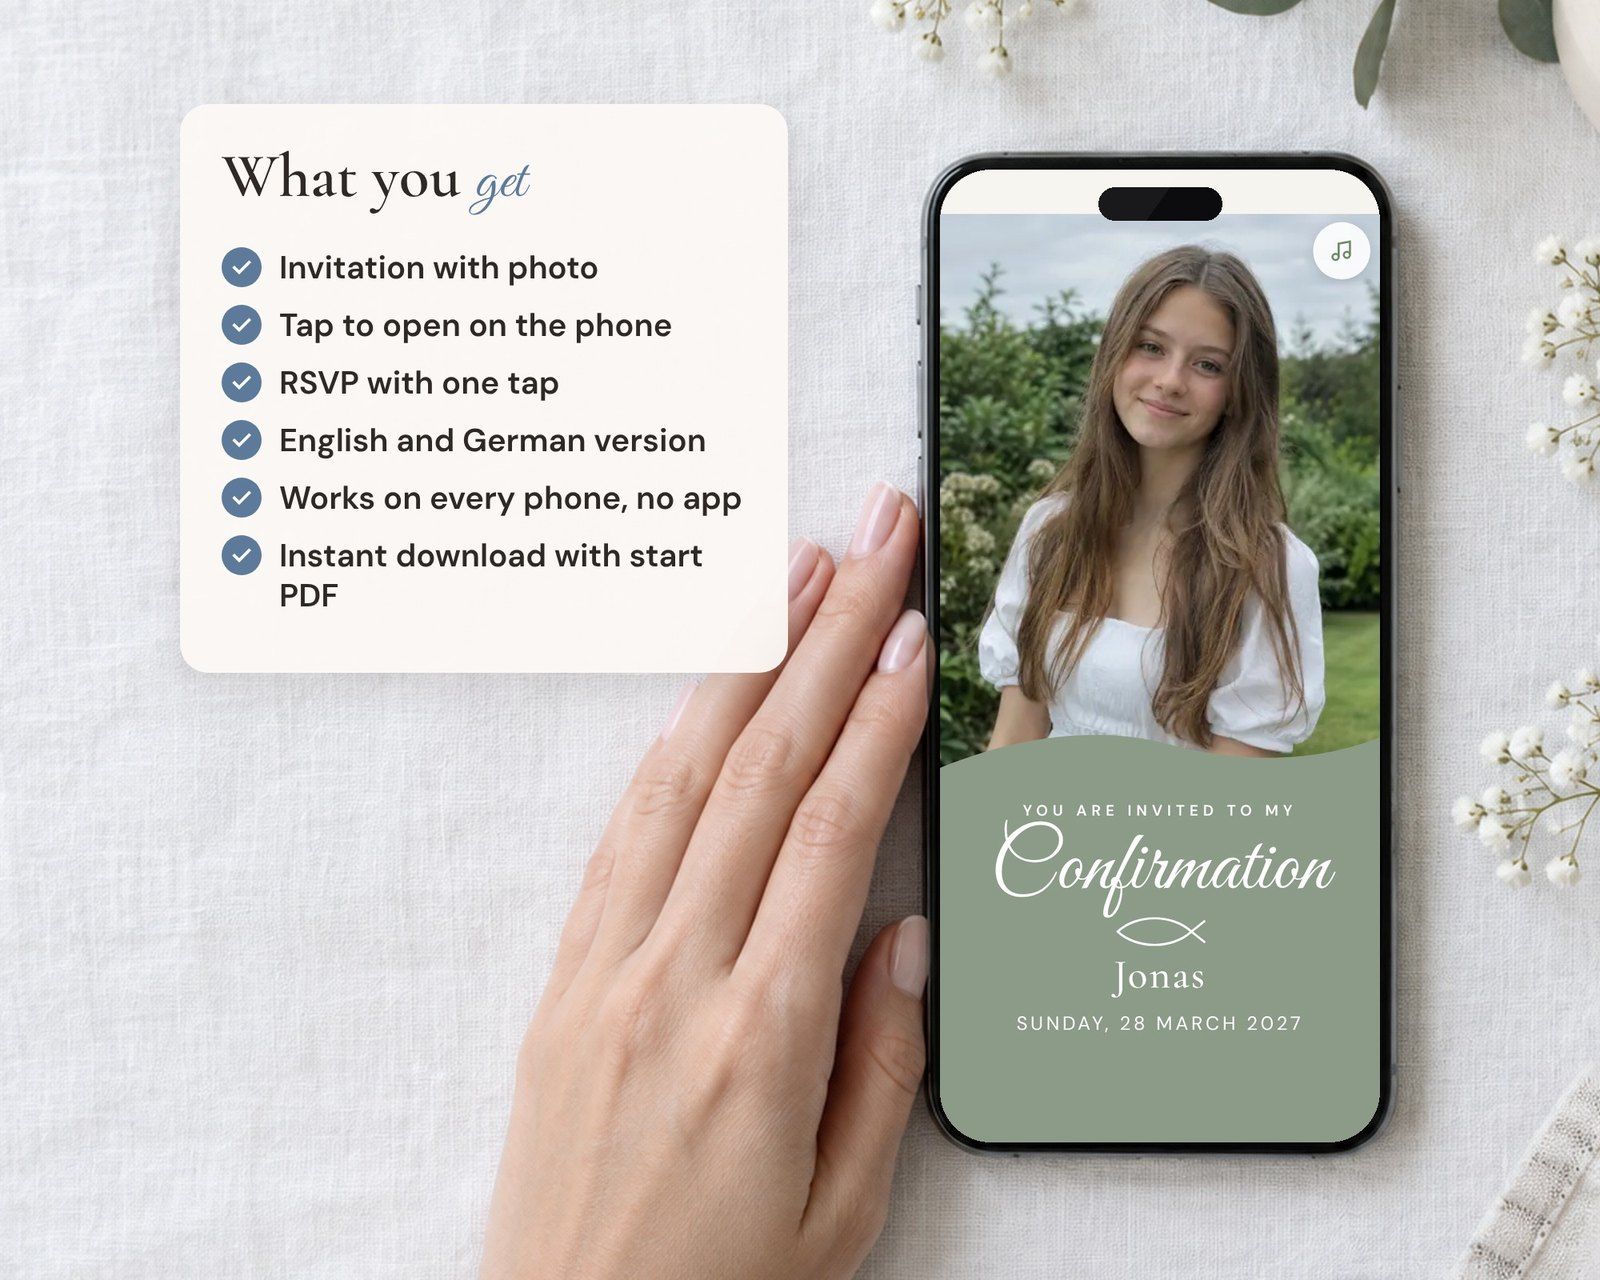 What you get
Invitation with photo
Tap to open on the phone
RSVP with one tap
English and German version
Works on every phone, no app
Instant download with start
PDF
YOU ARE INVITED TO MY
Confirmation
Jonas
SUNDAY, 28 MARCH 2027